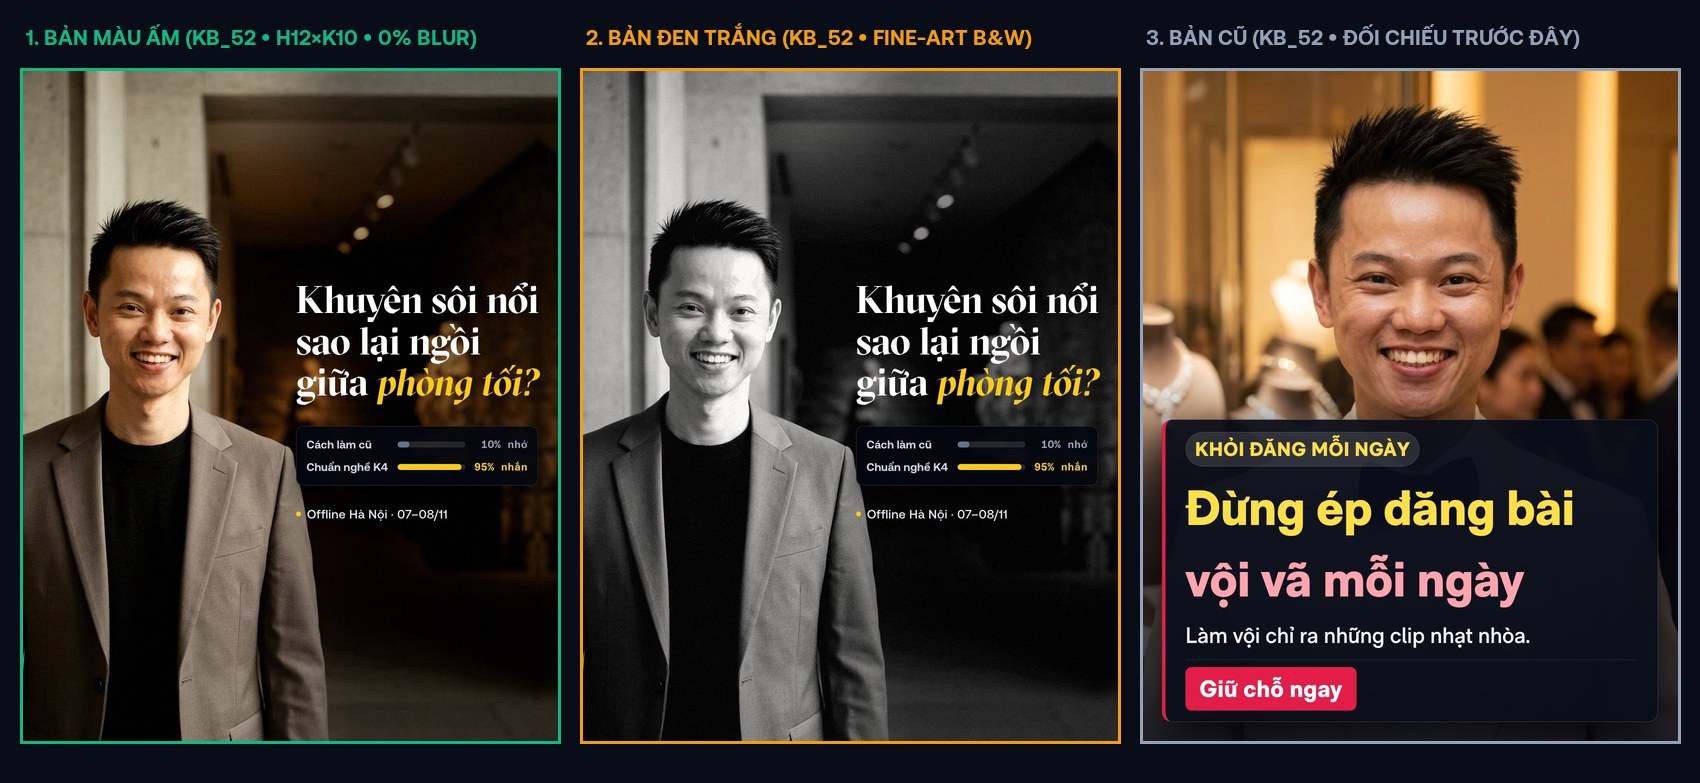 1. BẢN MÀU ẤM (KB_52 • H12×K10 • 0% BLUR)
Khuyên sôi nổi
sao lại ngồi
giữa phòng tối?
Cách làm cũ 10% nhớ
Chuẩn nghề K4 95% nhấn
• Offline Hà Nội · 07–08/11
2. BẢN ĐEN TRẮNG (KB_52 • FINE-ART B&W)
Khuyên sôi nổi
sao lại ngồi
giữa phòng tối?
Cách làm cũ 10% nhớ
Chuẩn nghề K4 95% nhấn
• Offline Hà Nội · 07–08/11
3. BẢN CŨ (KB_52 • ĐỐI CHIẾU TRƯỚC ĐÂY)
KHỎI ĐĂNG MỖI NGÀY
Đừng ép đăng bài
vội vã mỗi ngày
Làm vội chỉ ra những clip nhạt nhòa.
Giữ chỗ ngay